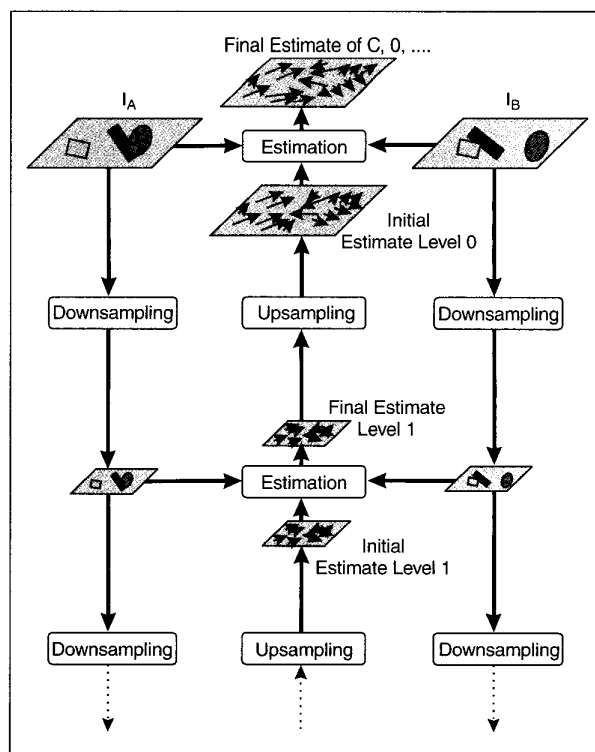 Final Estimate of C, 0, ....
I_A
I_B
Estimation
Initial
Estimate Level 0
Downsampling
Upsampling
Downsampling
Final Estimate
Level 1
Estimation
Initial
Estimate Level 1
Downsampling
Upsampling
Downsampling